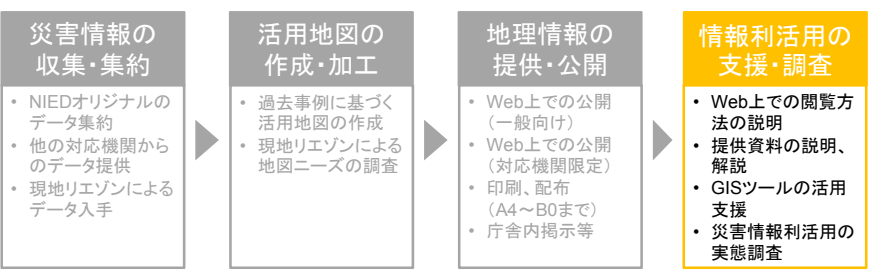 災害情報の
収集・集約
• NIEDオリジナルの
データ集約
• 他の対応機関から
のデータ提供
• 現地リエゾンによる
データ入手
活用地図の
作成・加工
• 過去事例に基づく
活用地図の作成
• 現地リエゾンによる
地図ニーズの調査
地理情報の
提供・公開
• Web上での公開
（一般向け）
• Web上での公開
（対応機関限定）
• 印刷、配布
（A4～B0まで）
• 庁舎内掲示等
情報利活用の
支援・調査
• Web上での閲覧方
法の説明
• 提供資料の説明、
解説
• GISツールの活用
支援
• 災害情報利活用の
実態調査